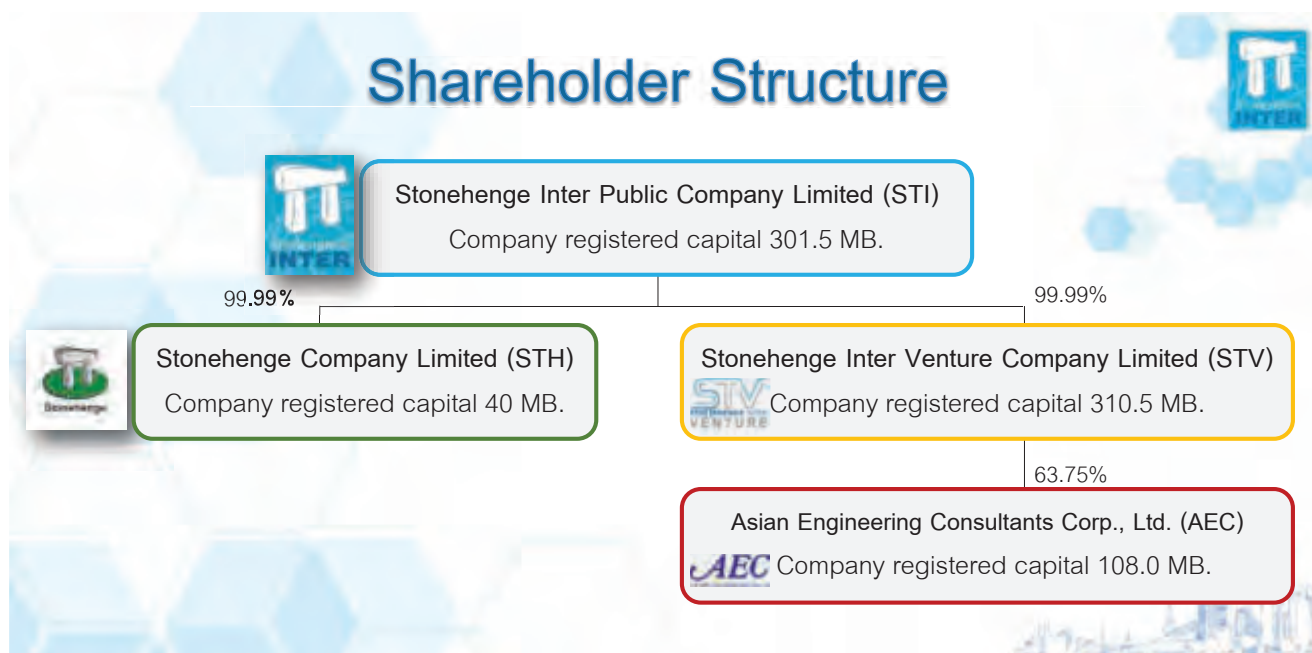 Shareholder Structure
INTER
Stonehenge Inter Public Company Limited (STI)
Company registered capital 301.5 MB.
INTER
99.99%
99.99%
Stonehenge Company Limited (STH)
Company registered capital 40 MB.
Stonehenge
Stonehenge Inter Venture Company Limited (STV)
STV
VENTURE
Company registered capital 310.5 MB.
63.75%
Asian Engineering Consultants Corp., Ltd. (AEC)
AEC
Company registered capital 108.0 MB.